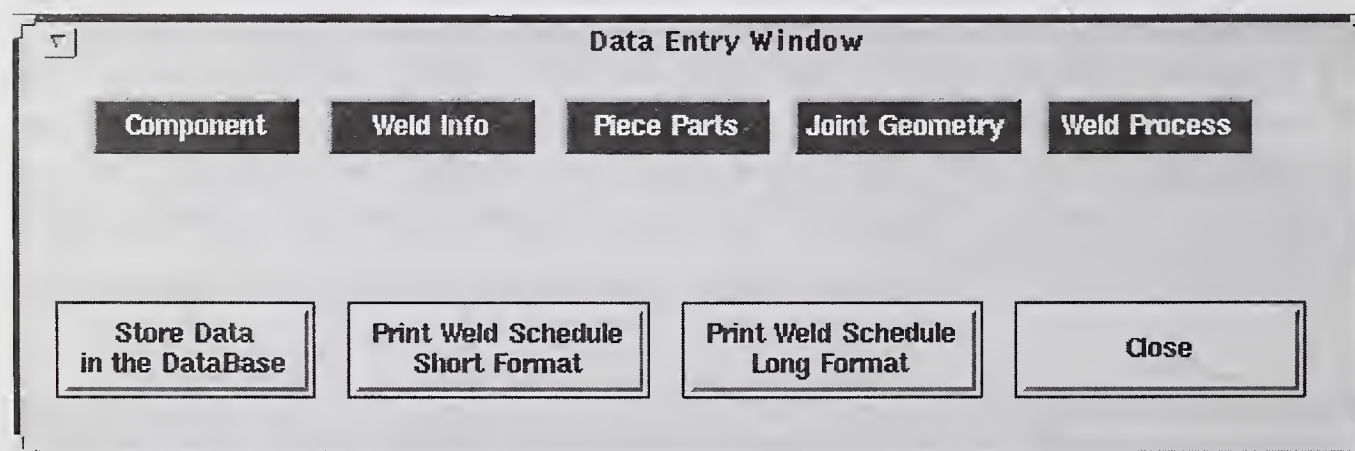 Data Entry Window
Component
Weld Info
Piece Parts
Joint Geometry
Weld Process
Store Data
in the DataBase
Print Weld Schedule
Short Format
Print Weld Schedule
Long Format
Close